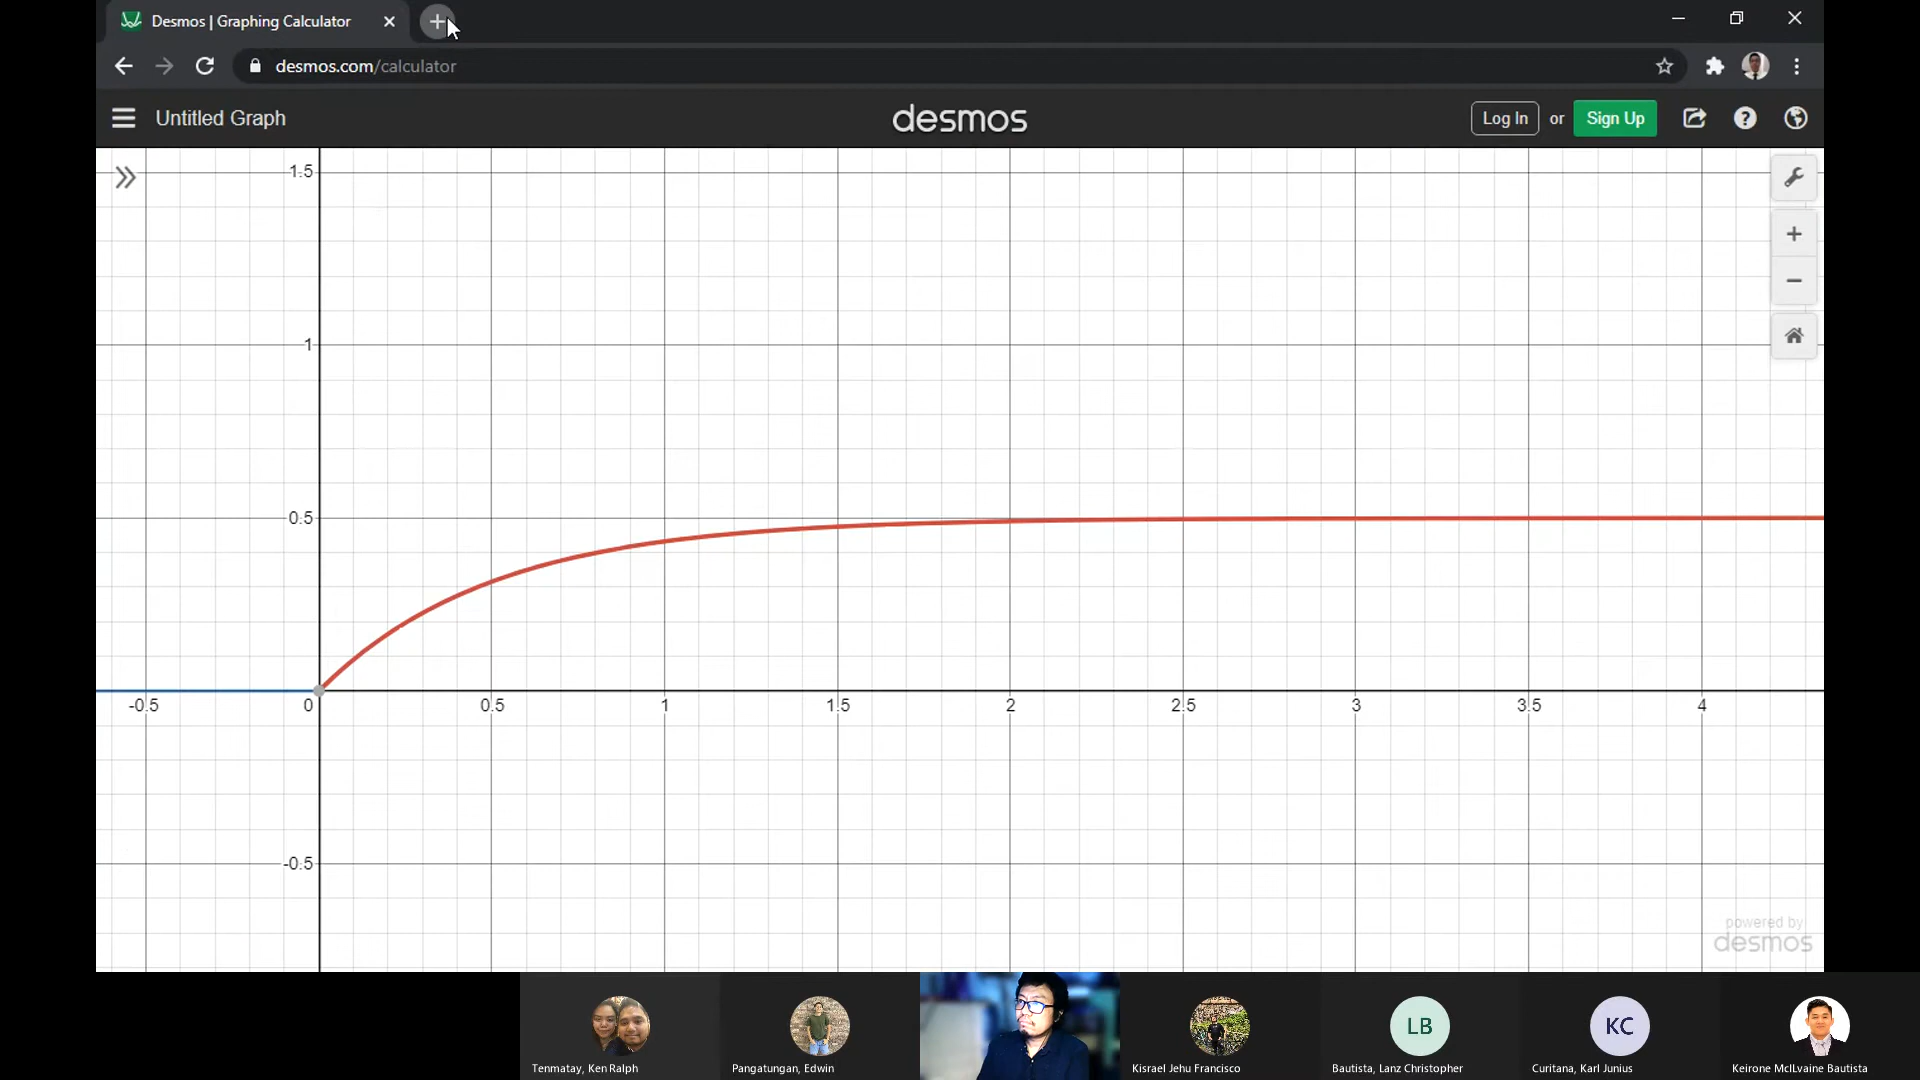 Desmos | Graphing Calculator
desmos.com/calculator
Untitled Graph
desmos
Log In or Sign Up
1.5
1
0.5
-0.5 0 0.5 1 1.5 2 2.5 3 3.5 4
-0.5
powered by
desmos
LB
KC
Tenmatay, Ken Ralph
Pangatungan, Edwin
Kisrael Jehu Francisco
Bautista, Lanz Christopher
Curitana, Karl Junius
Keirone McILvaine Bautista